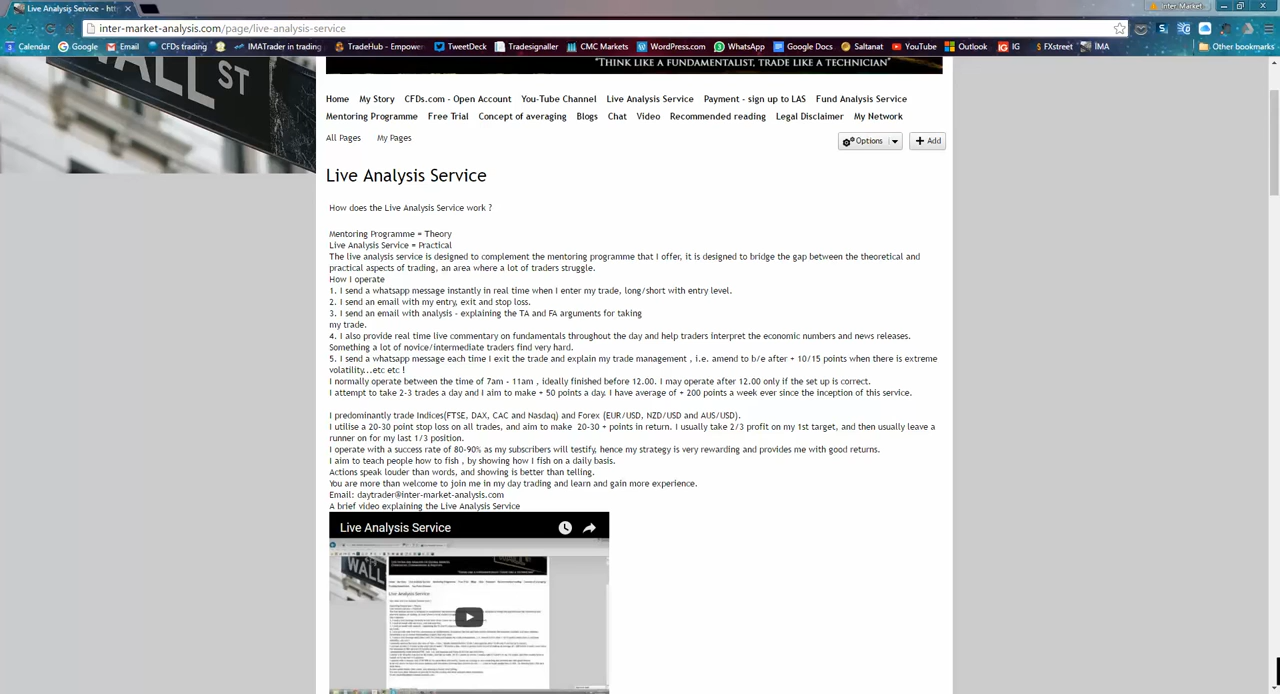 Live Analysis Service - htt
inter-market-analysis.com/page/live-analysis-service
Inter_Market
Calendar Google Email CFDs trading IMATrader in trading TradeHub - Empower TweetDeck Tradesignaller CMC Markets WordPress.com WhatsApp Google Docs Saltanat YouTube Outlook IG FXstreet İMA Other bookmarks
WALL ST
"THINK LIKE A FUNDAMENTALIST, TRADE LIKE A TECHNICIAN"
Home My Story CFDs.com - Open Account You-Tube Channel Live Analysis Service Payment - sign up to LAS Fund Analysis Service
Mentoring Programme Free Trial Concept of averaging Blogs Chat Video Recommended reading Legal Disclaimer My Network
All Pages My Pages
Options + Add
Live Analysis Service
How does the Live Analysis Service work ?
Mentoring Programme = Theory
Live Analysis Service = Practical
The live analysis service is designed to complement the mentoring programme that I offer, it is designed to bridge the gap between the theoretical and
practical aspects of trading, an area where a lot of traders struggle.
How I operate
1. I send a whatsapp message instantly in real time when I enter my trade, long/short with entry level.
2. I send an email with my entry, exit and stop loss.
3. I send an email with analysis - explaining the TA and FA arguments for taking
my trade.
4. I also provide real time live commentary on fundamentals throughout the day and help traders interpret the economic numbers and news releases.
Something a lot of novice/intermediate traders find very hard.
5. I send a whatsapp message each time I exit the trade and explain my trade management , i.e. amend to b/e after + 10/15 points when there is extreme
volatility...etc etc !
I normally operate between the time of 7am - 11am , ideally finished before 12.00. I may operate after 12.00 only if the set up is correct.
I attempt to take 2-3 trades a day and I aim to make + 50 points a day. I have average of + 200 points a week ever since the inception of this service.
I predominantly trade Indices(FTSE, DAX, CAC and Nasdaq) and Forex (EUR/USD, NZD/USD and AUS/USD).
I utilise a 20-30 point stop loss on all trades, and aim to make 20-30 + points in return. I usually take 2/3 profit on my 1st target, and then usually leave a
runner on for my last 1/3 position.
I operate with a success rate of 80-90% as my subscribers will testify, hence my strategy is very rewarding and provides me with good returns.
I aim to teach people how to fish , by showing how I fish on a daily basis.
Actions speak louder than words, and showing is better than telling.
You are more than welcome to join me in my day trading and learn and gain more experience.
Email: daytrader@inter-market-analysis.com
A brief video explaining the Live Analysis Service
Live Analysis Service
WALL